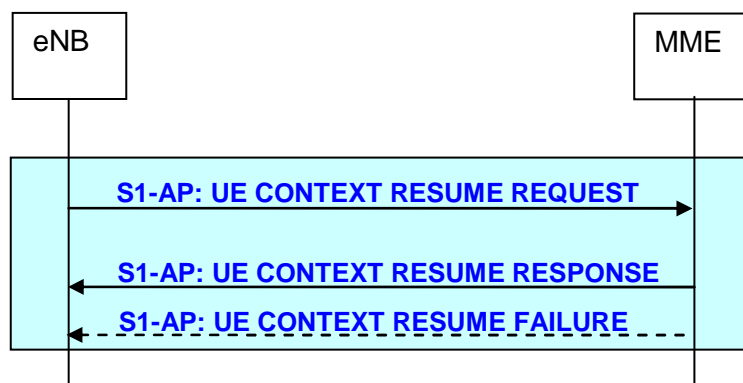 eNB
MME
S1-AP: UE CONTEXT RESUME REQUEST
S1-AP: UE CONTEXT RESUME RESPONSE
S1-AP: UE CONTEXT RESUME FAILURE